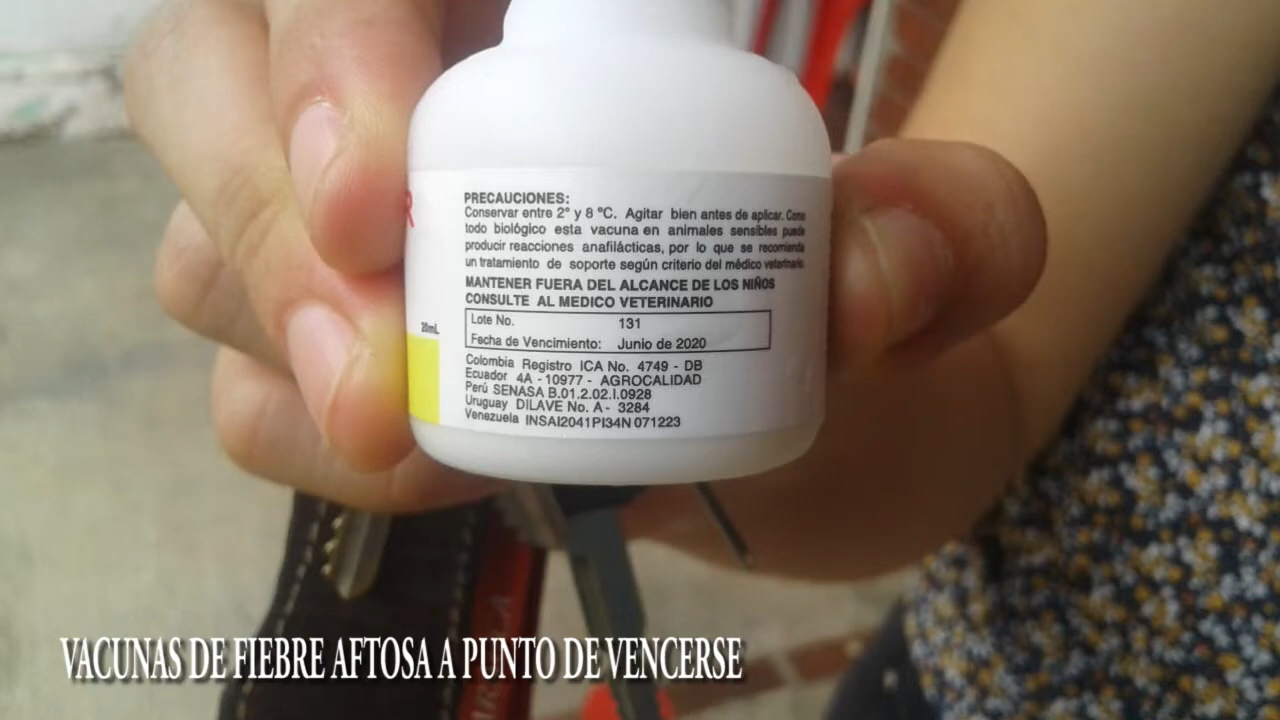 R
20mL
PRECAUCIONES:
Conservar entre 2° y 8 °C. Agitar bien antes de aplicar. Como
todo biológico esta vacuna en animales sensibles puede
producir reacciones anafilácticas, por lo que se recomienda
un tratamiento de soporte según criterio del médico veterinario.
MANTENER FUERA DEL ALCANCE DE LOS NIÑOS
CONSULTE AL MEDICO VETERINARIO
Lote No. 131
Fecha de Vencimiento: Junio de 2020
Colombia Registro ICA No. 4749 - DB
Ecuador 4A - 10977 - AGROCALIDAD
Perú SENASA B.01.2.02.I.0928
Uruguay DILAVE No. A - 3284
Venezuela INSAI2041PI34N 071223
VACUNAS DE FIEBRE AFTOSA A PUNTO DE VENCERSE